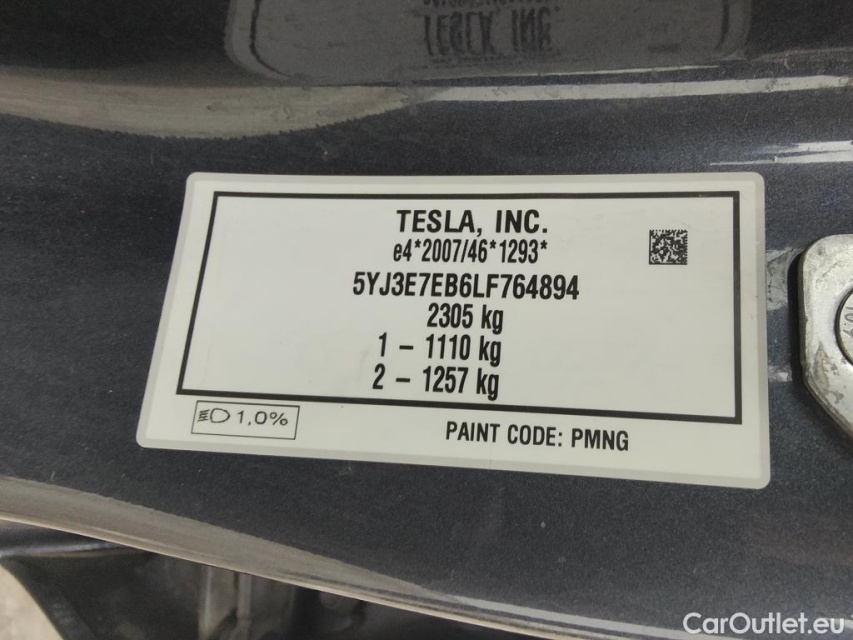 TESLA, INC.
e4*2007/46*1293*
5YJ3E7EB6LF764894
2305 kg
1 – 1110 kg
2 – 1257 kg
1,0%
PAINT CODE: PMNG
CarOutlet.eu